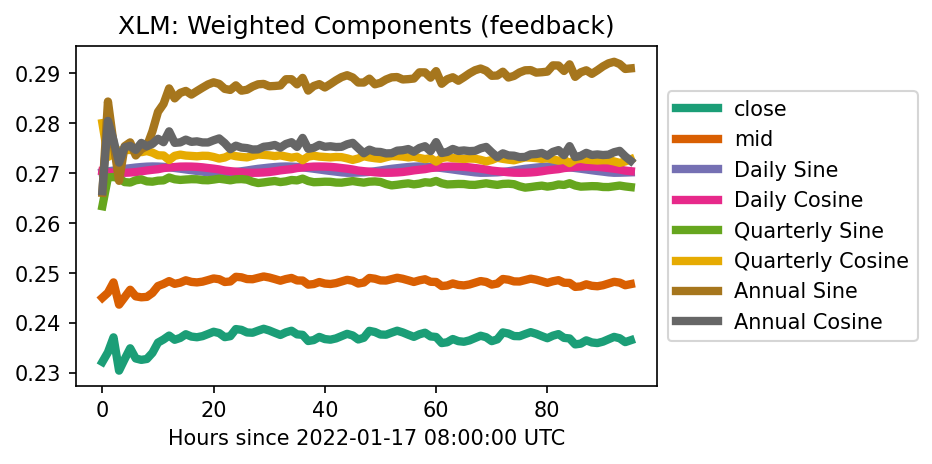 XLM: Weighted Components (feedback)
0.29
0.28
0.27
0.26
0.25
0.24
0.23
0 20 40 60 80
Hours since 2022-01-17 08:00:00 UTC
close
mid
Daily Sine
Daily Cosine
Quarterly Sine
Quarterly Cosine
Annual Sine
Annual Cosine